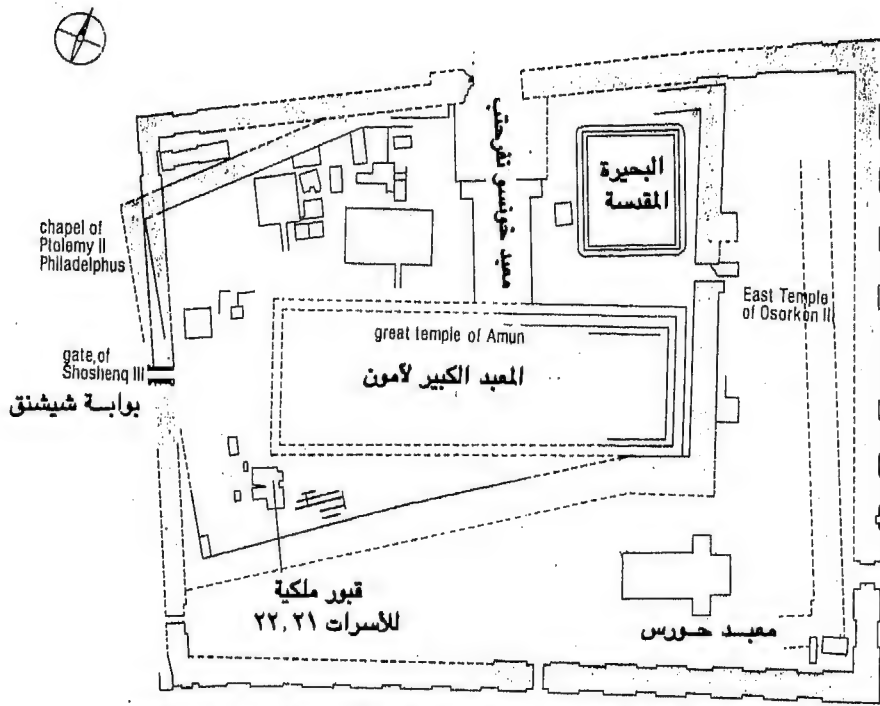 معبد خونسو نفرحتب
البحيرة
المقدسة
chapel of
Ptolemy II
Philadelphus
East Temple
of Osorkon II
great temple of Amun
المعبد الكبير لآمون
gate of
Shoshenq III
بوابة شيشنق
قبور ملكية
للأسرات ٢٢،٢١
معبد حورس